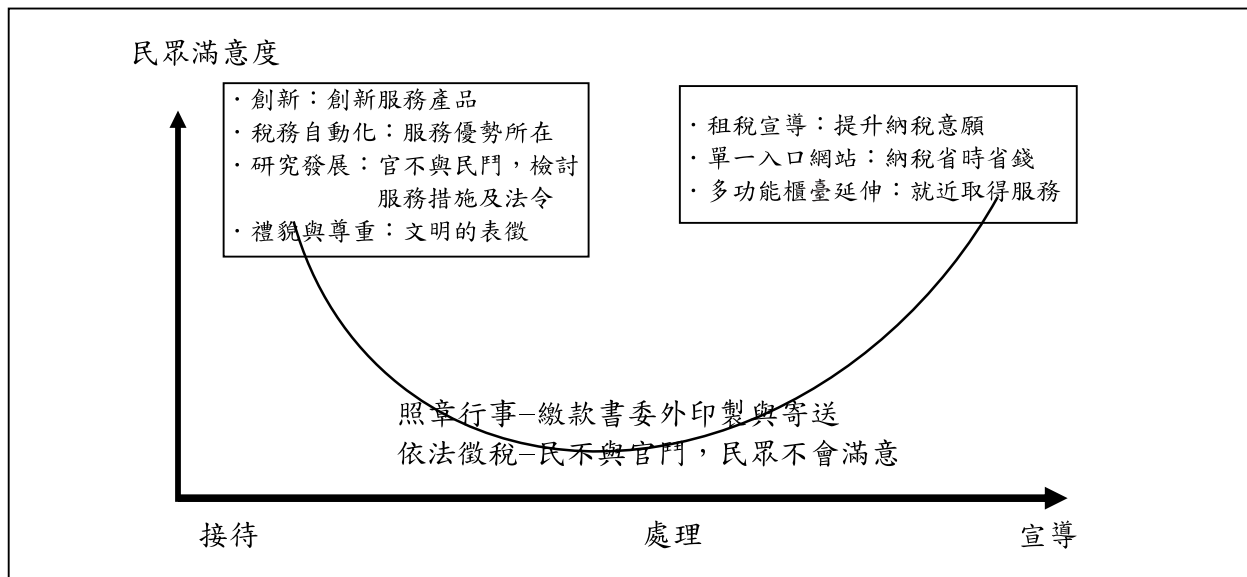 民眾滿意度
．創新：創新服務產品
．稅務自動化：服務優勢所在
．研究發展：官不與民鬥，檢討
服務措施及法令
．禮貌與尊重：文明的表徵
．租稅宣導：提升納稅意願
．單一入口網站：納稅省時省錢
．多功能櫃臺延伸：就近取得服務
照章行事–繳款書委外印製與寄送
依法徵稅–民不與官鬥，民眾不會滿意
接待
處理
宣導